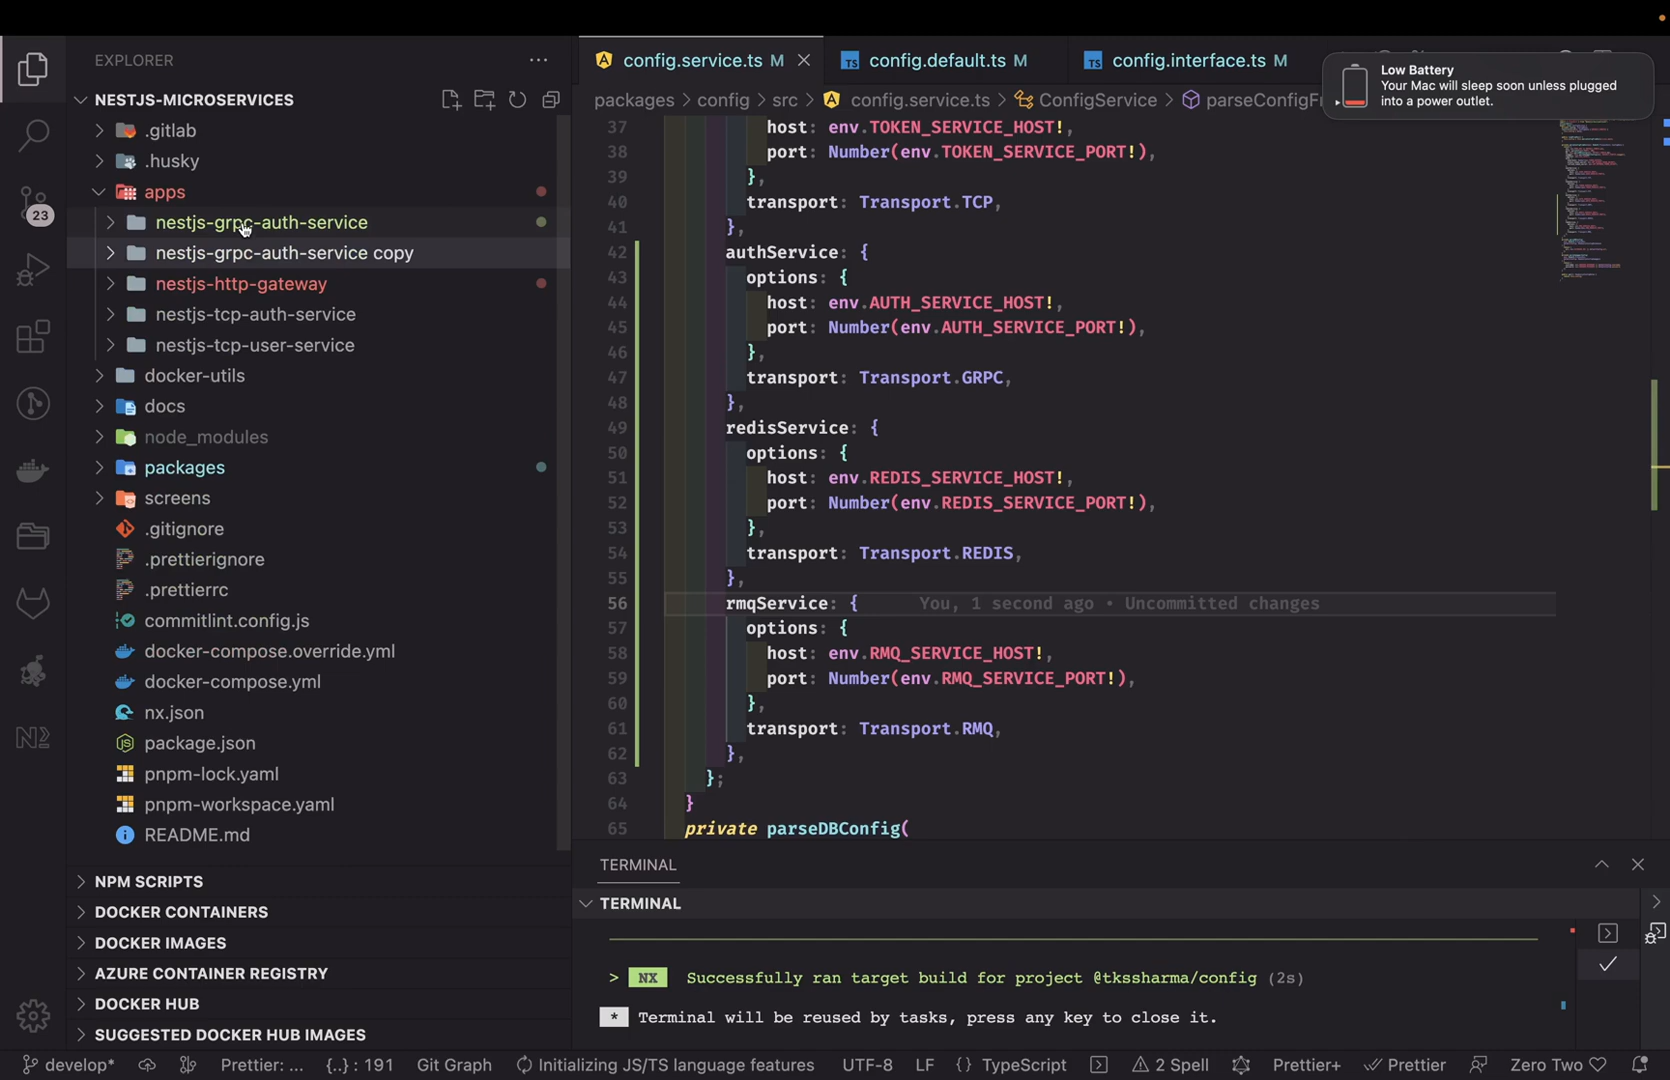 EXPLORER
NESTJS-MICROSERVICES
.gitlab
.husky
apps
nestjs-grpc-auth-service
nestjs-grpc-auth-service copy
nestjs-http-gateway
nestjs-tcp-auth-service
nestjs-tcp-user-service
docker-utils
docs
node_modules
packages
screens
.gitignore
.prettierignore
.prettierrc
commitlint.config.js
docker-compose.override.yml
docker-compose.yml
nx.json
package.json
pnpm-lock.yaml
pnpm-workspace.yaml
README.md
NPM SCRIPTS
DOCKER CONTAINERS
DOCKER IMAGES
AZURE CONTAINER REGISTRY
DOCKER HUB
SUGGESTED DOCKER HUB IMAGES
23
config.service.ts M
config.default.ts M
config.interface.ts M
Low Battery
Your Mac will sleep soon unless plugged
into a power outlet.
packages > config > src > config.service.ts > ConfigService >
37 host: env.TOKEN_SERVICE_HOST!,
38 port: Number(env.TOKEN_SERVICE_PORT!),
39 },
40 transport: Transport.TCP,
41 },
42 authService: {
43 options: {
44 host: env.AUTH_SERVICE_HOST!,
45 port: Number(env.AUTH_SERVICE_PORT!),
46 },
47 transport: Transport.GRPC,
48 },
49 redisService: {
50 options: {
51 host: env.REDIS_SERVICE_HOST!,
52 port: Number(env.REDIS_SERVICE_PORT!),
53 },
54 transport: Transport.REDIS,
55 },
56 rmqService: { You, 1 second ago • Uncommitted changes
57 options: {
58 host: env.RMQ_SERVICE_HOST!,
59 port: Number(env.RMQ_SERVICE_PORT!),
60 },
61 transport: Transport.RMQ,
62 },
63 };
64 }
65 private parseDBConfig(
TERMINAL
TERMINAL
> NX Successfully ran target build for project @tkssharma/config (2s)
* Terminal will be reused by tasks, press any key to close it.
develop* Prettier: ... {..} : 191 Git Graph Initializing JS/TS language features UTF-8 LF {} TypeScript 2 Spell Prettier+ Prettier Zero Two